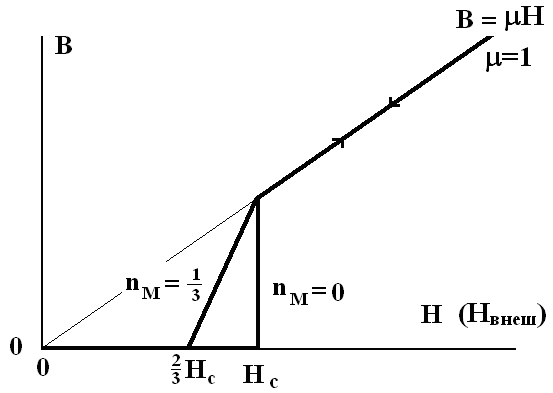 B = μH
B
μ=1
n_M = 1/3
n_M = 0
H (H_внеш)
0
0
2/3 H_c
H_c